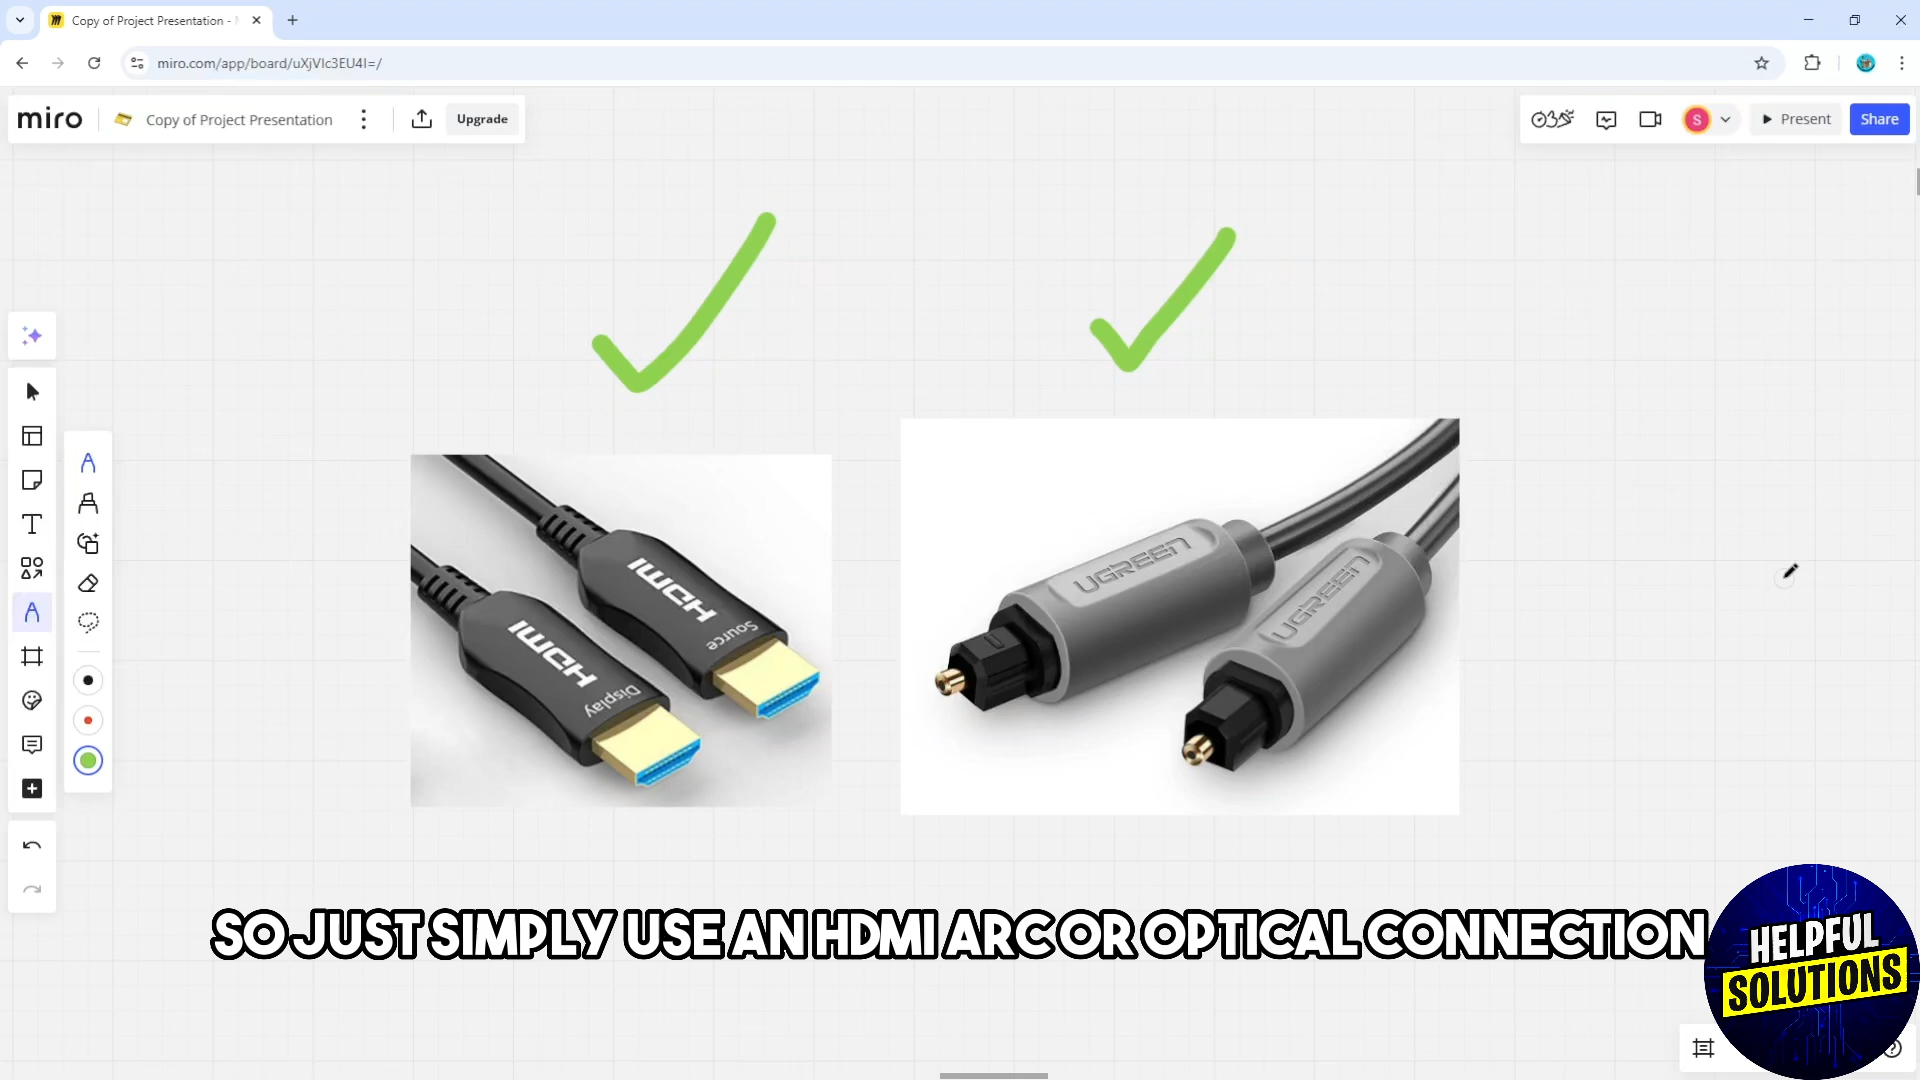 Copy of Project Presentation - M
miro.com/app/board/uXjVIc3EU4I=/
miro
Copy of Project Presentation
Upgrade
S
Present
Share
HDMI
Source
HDMI
Display
UGREEN
UGREEN
SO JUST SIMPLY USE AN HDMI ARC OR OPTICAL CONNECTION
HELPFUL
SOLUTIONS